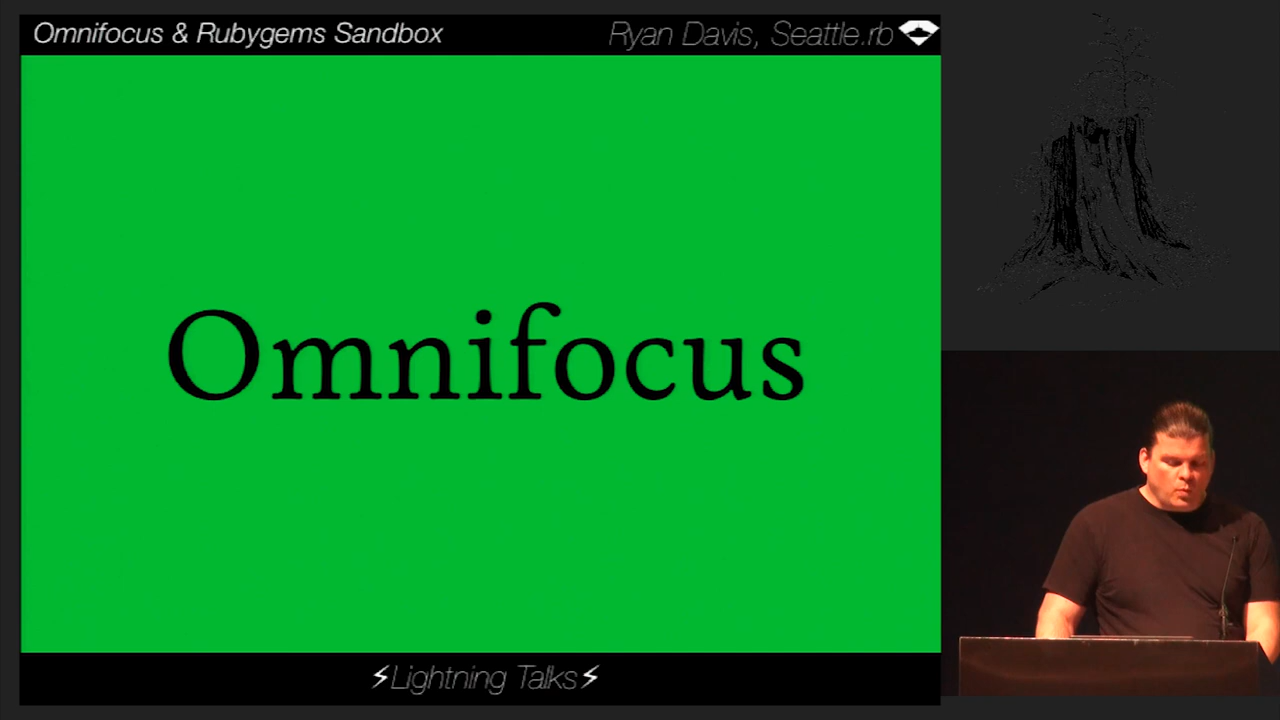 Omnifocus & Rubygems Sandbox
Ryan Davis, Seattle.rb
Omnifocus
⚡Lightning Talks⚡